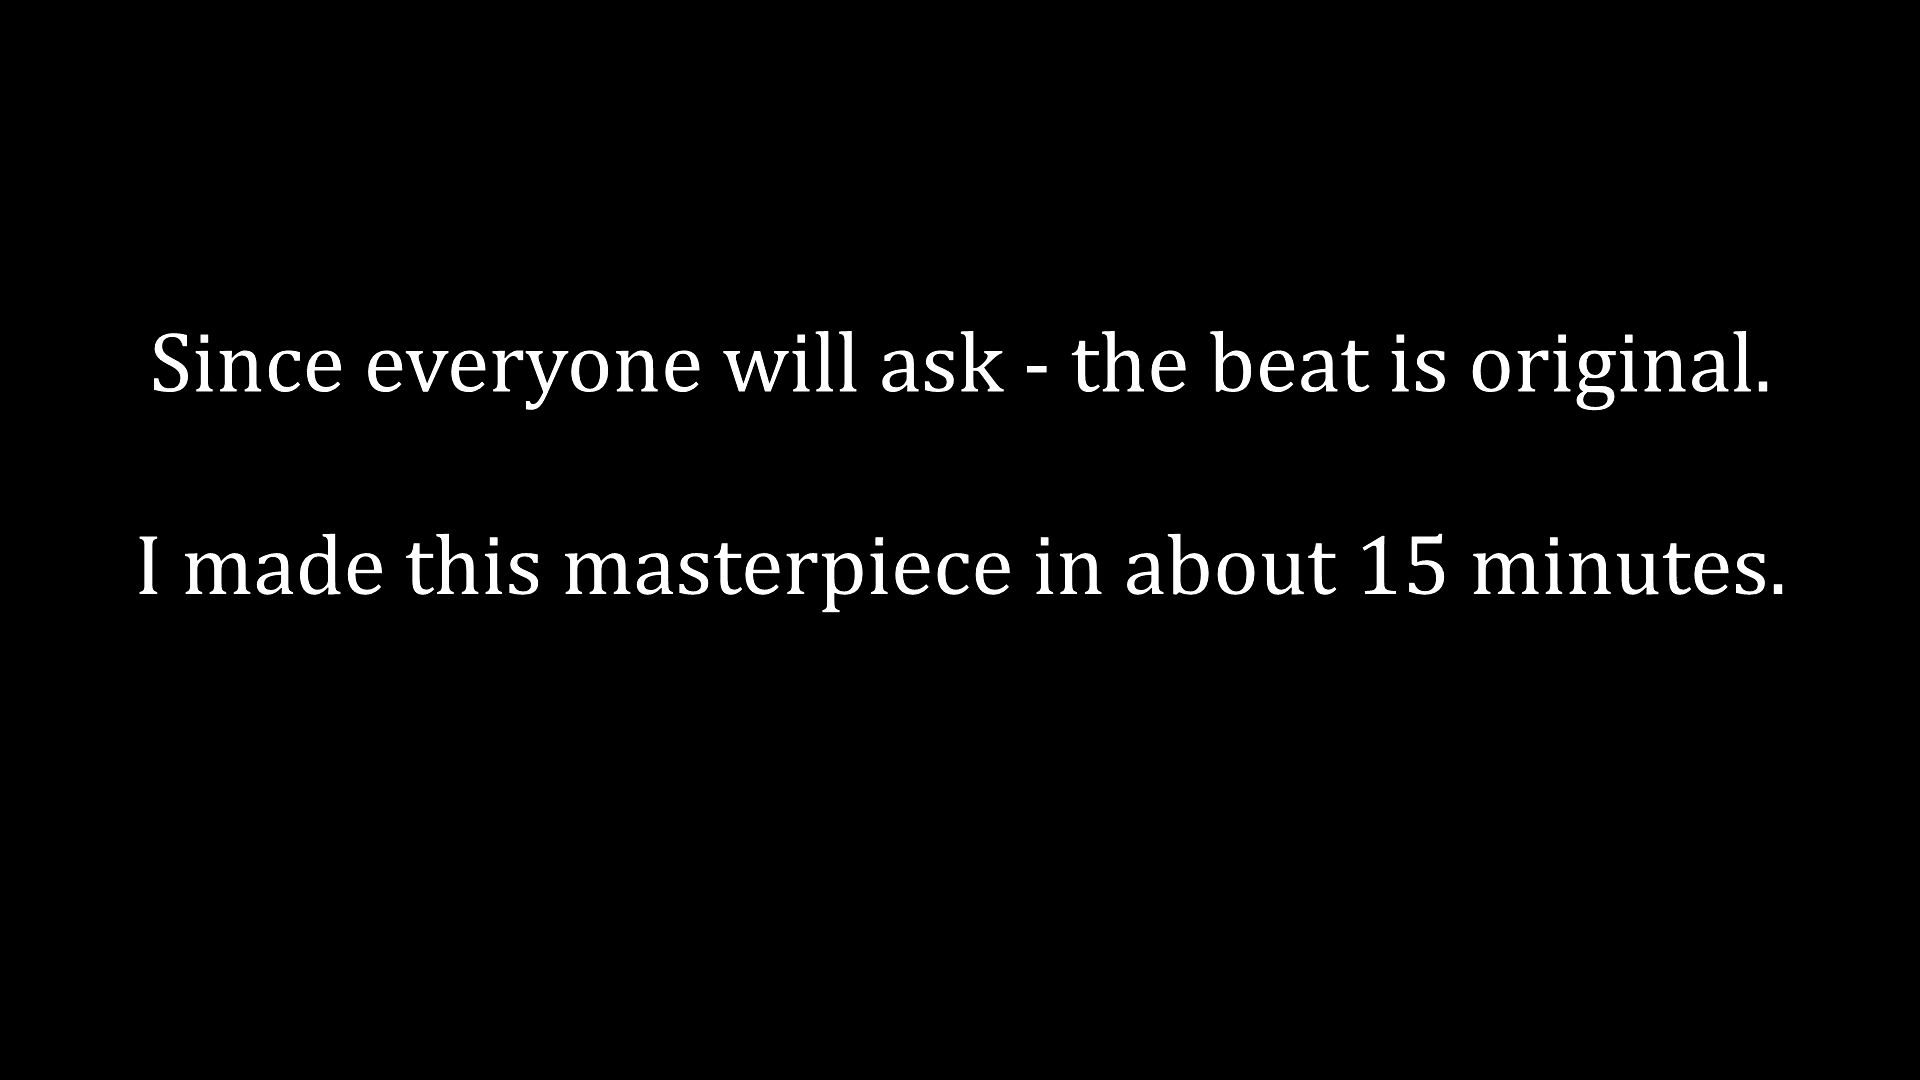 Since everyone will ask - the beat is original.
I made this masterpiece in about 15 minutes.